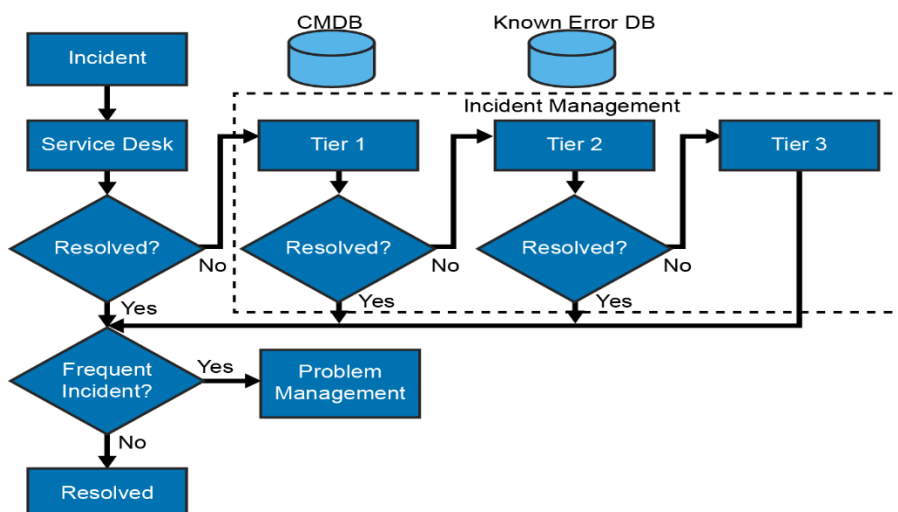 CMDB
Known Error DB
Incident
Incident Management
Service Desk
Tier 1
Tier 2
Tier 3
Resolved?
No
Resolved?
No
Resolved?
No
Yes
Yes
Yes
Frequent
Incident?
Yes
Problem
Management
No
Resolved